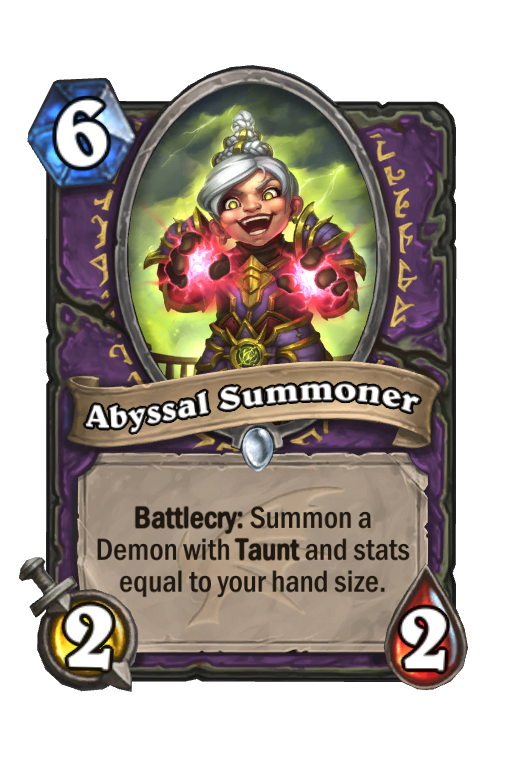 6
Abyssal Summoner
Battlecry: Summon a
Demon with Taunt and stats
equal to your hand size.
2
2